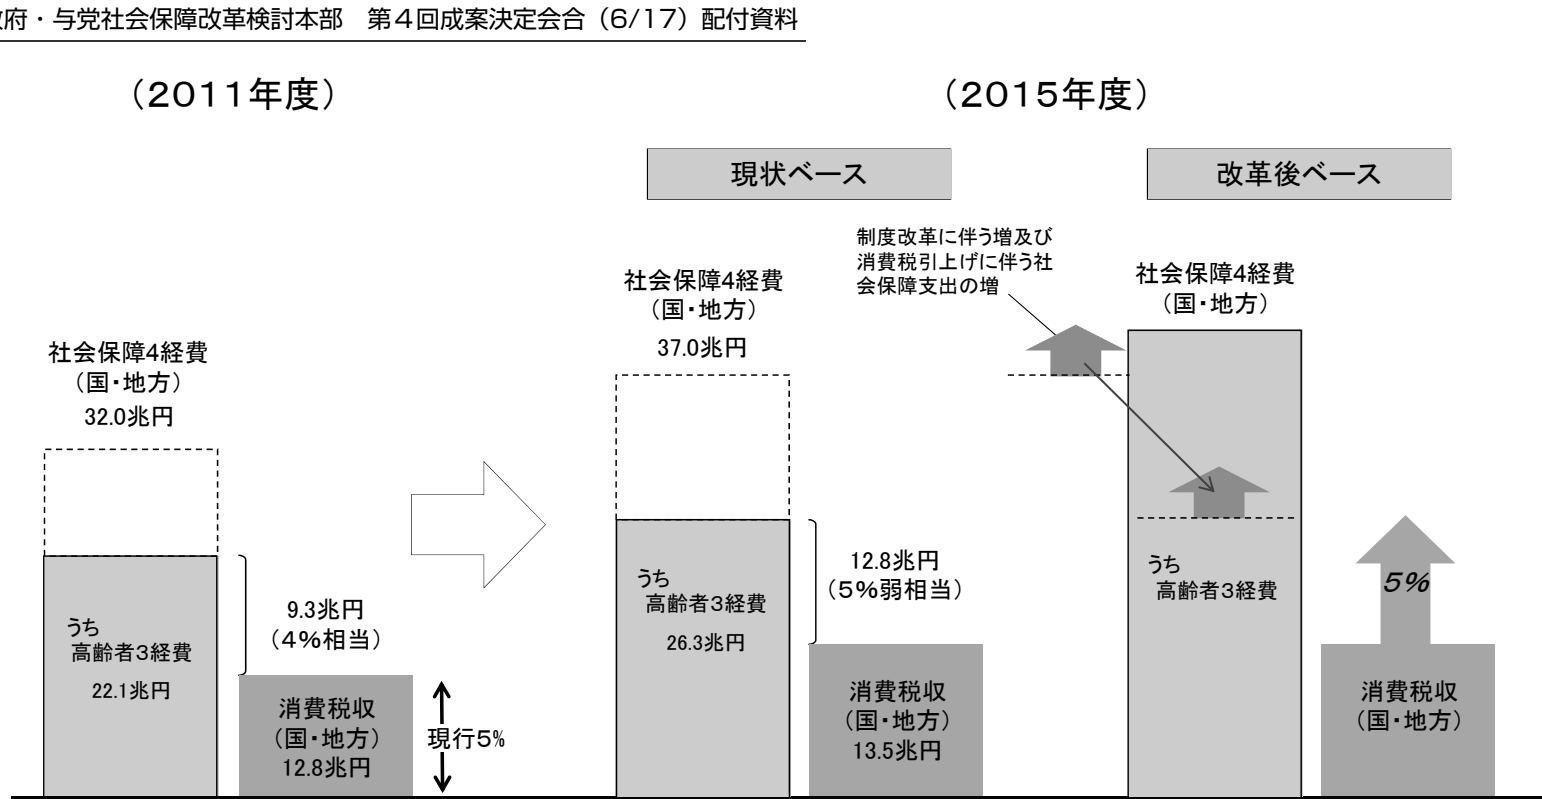 府・与党社会保障改革検討本部　第４回成案決定会合（6/17）配付資料
（２０１１年度）
（２０１５年度）
現状ベース
改革後ベース
制度改革に伴う増及び
消費税引上げに伴う社
会保障支出の増
社会保障4経費
（国・地方）
37.0兆円
社会保障4経費
（国・地方）
社会保障4経費
（国・地方）
32.0兆円
うち
高齢者３経費
22.1兆円
9.3兆円
（４％相当）
消費税収
（国・地方）
12.8兆円
現行５％
うち
高齢者３経費
26.3兆円
12.8兆円
（５％弱相当）
消費税収
（国・地方）
13.5兆円
うち
高齢者３経費
5％
消費税収
（国・地方）